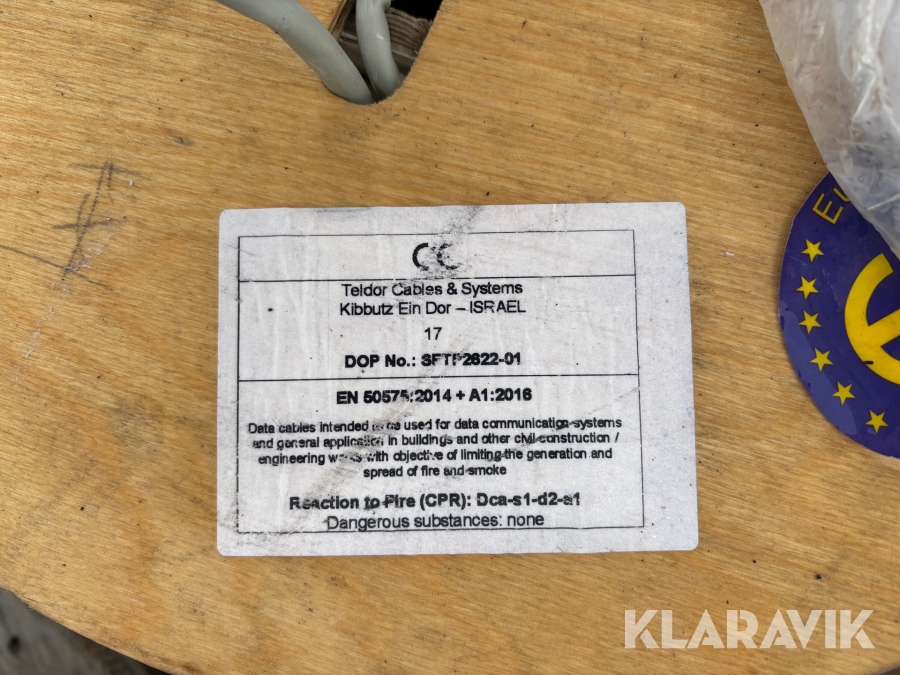 CE
Teldor Cables & Systems
Kibbutz Ein Dor – ISRAEL
17
DOP No.: SFTP2622-01
EN 50575:2014 + A1:2016
Data cables intended to be used for data communication systems
and general application in buildings and other civil construction /
engineering works with objective of limiting the generation and
spread of fire and smoke
Reaction to Fire (CPR): Dca-s1-d2-a1
Dangerous substances: none
KLARAVIK